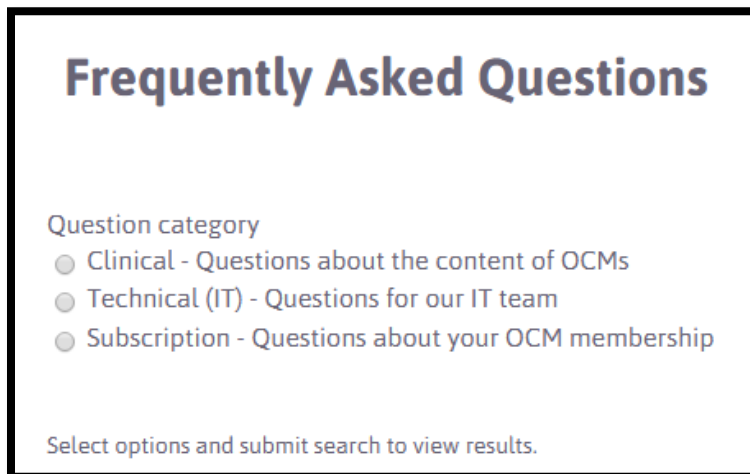 Frequently Asked Questions
Question category
Clinical - Questions about the content of OCMs
Technical (IT) - Questions for our IT team
Subscription - Questions about your OCM membership
Select options and submit search to view results.